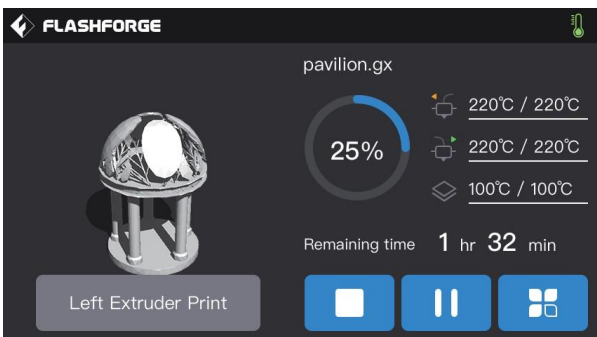 FLASHFORGE
pavilion.gx
25%
220℃ / 220℃
220℃ / 220℃
100℃ / 100℃
Remaining time 1 hr 32 min
Left Extruder Print